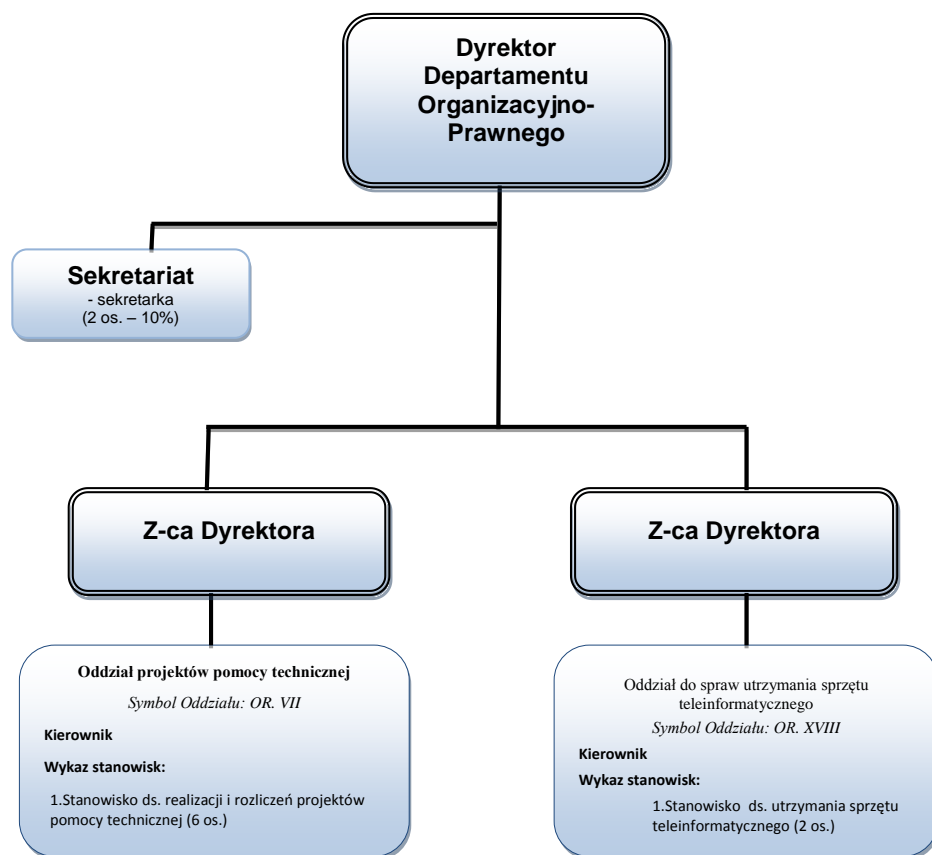 Dyrektor
Departamentu
Organizacyjno-
Prawnego
Sekretariat
- sekretarka
(2 os. – 10%)
Z-ca Dyrektora
Z-ca Dyrektora
Oddział projektów pomocy technicznej
Symbol Oddziału: OR. VII
Kierownik
Wykaz stanowisk:
1.Stanowisko ds. realizacji i rozliczeń projektów
pomocy technicznej (6 os.)
Oddział do spraw utrzymania sprzętu
teleinformatycznego
Symbol Oddziału: OR. XVIII
Kierownik
Wykaz stanowisk:
1.Stanowisko ds. utrzymania sprzętu
teleinformatycznego (2 os.)